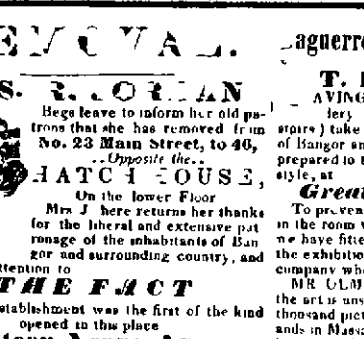 Begs leave to inform her old pa-
trons that she has removed from
No. 23 Main Street, to 46,
..Opposite the..
HATCH HOUSE,
On the lower Floor
Mrs J here returns her thanks
for the liberal and extensive pat
ronage of the inhabitants of Ban
gor and surrounding country, and
ttention to
THE FACT
stablishment was the first of the kind
opened in this place
aguerre
T.
AVING
lery
stairs) take
of Bangor an
prepared to
style, at
Grea
To preven
in the room
we have fitte
the exhibitio
company wh
MR GLM
the art is uns
thousand pict
ands in Mass